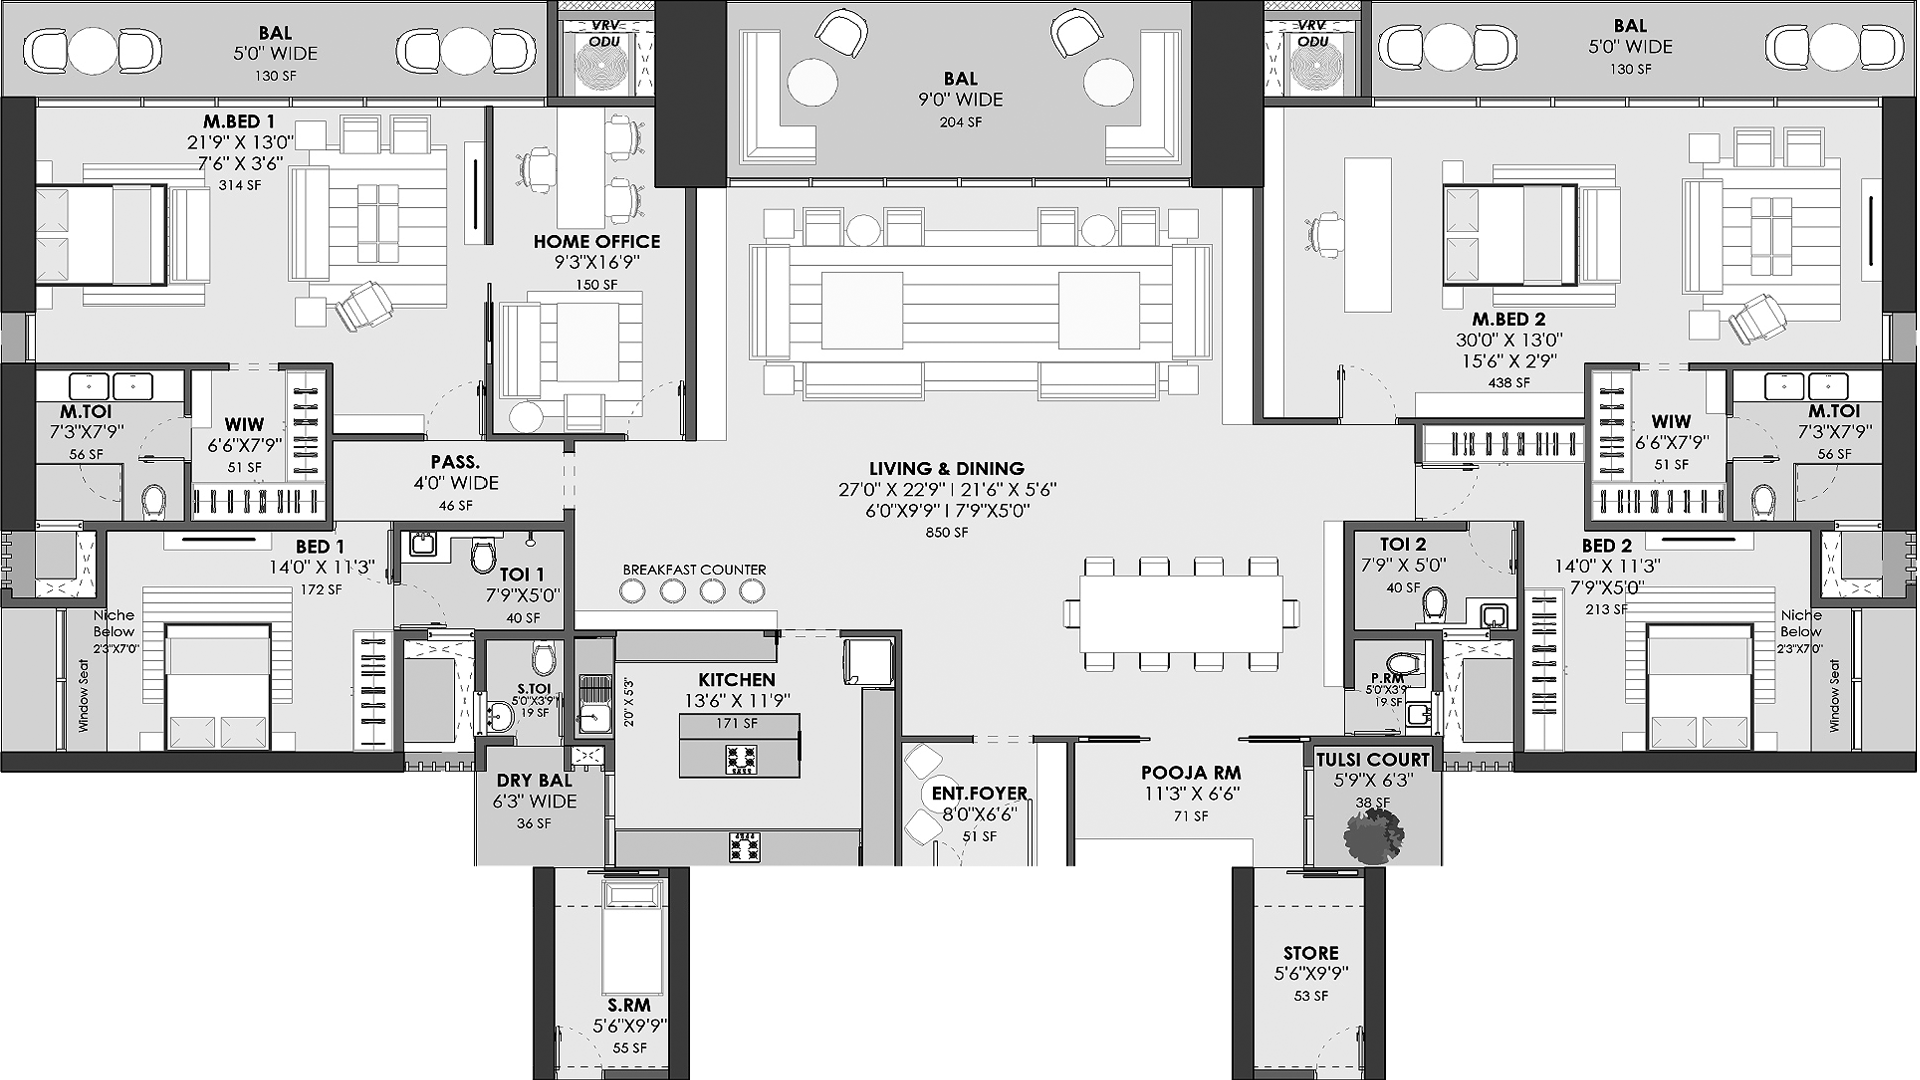 BAL
5'0" WIDE
130 SF
VRV
ODU
BAL
9'0" WIDE
204 SF
VRV
ODU
BAL
5'0" WIDE
130 SF
M.BED 1
21'9" X 13'0"
7'6" X 3'6"
314 SF
HOME OFFICE
9'3"X16'9"
150 SF
M.BED 2
30'0" X 13'0"
15'6" X 2'9"
438 SF
M.TOI
7'3"X7'9"
56 SF
WIW
6'6"X7'9"
51 SF
PASS.
4'0" WIDE
46 SF
LIVING & DINING
27'0" X 22'9" | 21'6" X 5'6"
6'0"X9'9" | 7'9"X5'0"
850 SF
WIW
6'6"X7'9"
51 SF
M.TOI
7'3"X7'9"
56 SF
BED 1
14'0" X 11'3"
172 SF
TOI 1
7'9"X5'0"
40 SF
BREAKFAST COUNTER
TOI 2
7'9" X 5'0"
40 SF
BED 2
14'0" X 11'3"
7'9"X5'0"
213 SF
Niche
Below
2'3"X7'0"
Window Seat
S.TOI
5'0"X3'9"
19 SF
2'0" X 5'3"
KITCHEN
13'6" X 11'9"
171 SF
P.RM
5'0"X3'9"
19 SF
Niche
Below
2'3"X7'0"
Window Seat
DRY BAL
6'3" WIDE
36 SF
ENT.FOYER
8'0"X6'6"
51 SF
POOJA RM
11'3" X 6'6"
71 SF
TULSI COURT
5'9"X 6'3"
38 SF
S.RM
5'6"X9'9"
55 SF
STORE
5'6"X9'9"
53 SF